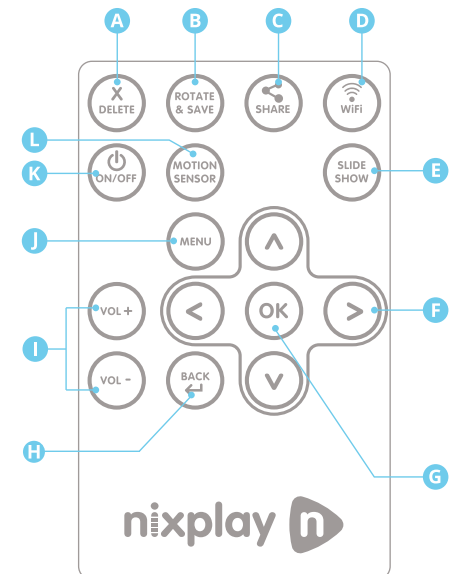 A
B
C
D
X
DELETE
ROTATE
& SAVE
SHARE
WiFi
L
K
ON/OFF
MOTION
SENSOR
SLIDE
SHOW
E
J
MENU
VOL +
OK
F
I
VOL -
BACK
H
G
nixplay n